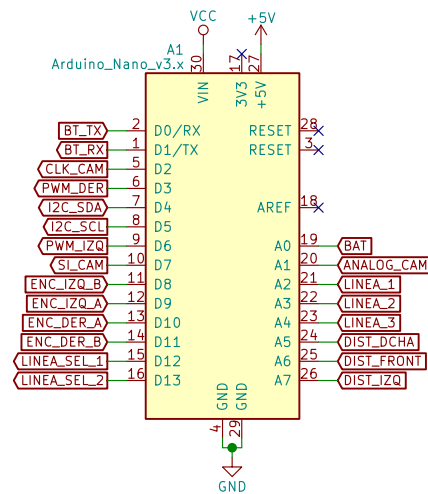 VCC
+5V
A1
Arduino_Nano_v3.x
30
17
27
VIN
3V3
+5V
BT_TX 2 D0/RX RESET 28
BT_RX 1 D1/TX RESET 3
CLK_CAM 5 D2
PWM_DER 6 D3
I2C_SDA 7 D4 AREF 18
I2C_SCL 8 D5
PWM_IZQ 9 D6 A0 19 BAT
SI_CAM 10 D7 A1 20 ANALOG_CAM
ENC_IZQ_B 11 D8 A2 21 LINEA_1
ENC_IZQ_A 12 D9 A3 22 LINEA_2
ENC_DER_A 13 D10 A4 23 LINEA_3
ENC_DER_B 14 D11 A5 24 DIST_DCHA
LINEA_SEL_1 15 D12 A6 25 DIST_FRONT
LINEA_SEL_2 16 D13 A7 26 DIST_IZQ
GND
GND
4
29
GND